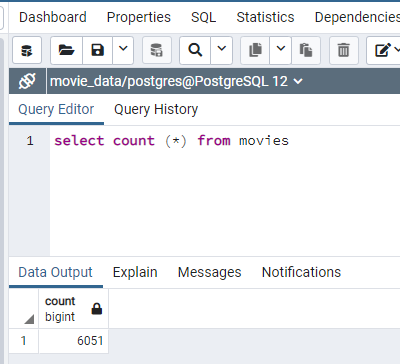 Dashboard Properties SQL Statistics Dependencies
movie_data/postgres@PostgreSQL 12
Query Editor Query History
1 select count (*) from movies
Data Output Explain Messages Notifications
count
bigint
1 6051